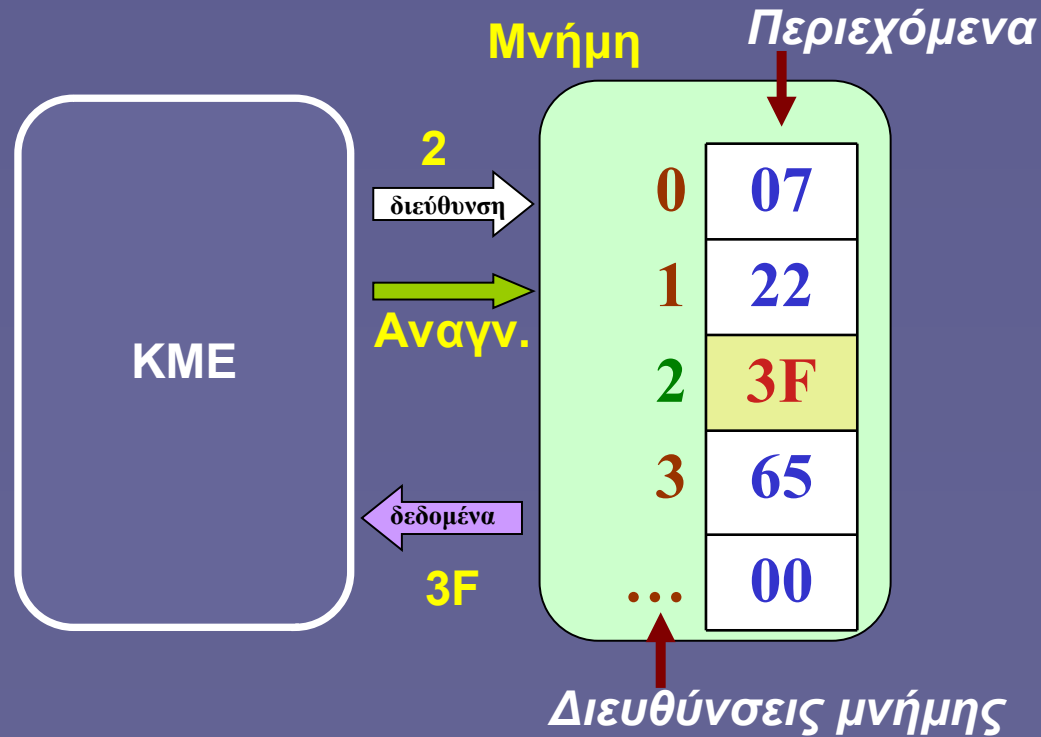 Περιεχόμενα
Μνήμη
2
διεύθυνση
0 07
1 22
Αναγν.
ΚΜΕ
2 3F
3 65
δεδομένα
3F
... 00
Διευθύνσεις μνήμης